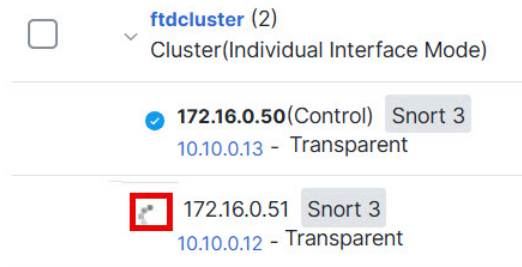 ftdcluster (2)
Cluster(Individual Interface Mode)
172.16.0.50(Control) Snort 3
10.10.0.13 - Transparent
172.16.0.51 Snort 3
10.10.0.12 - Transparent